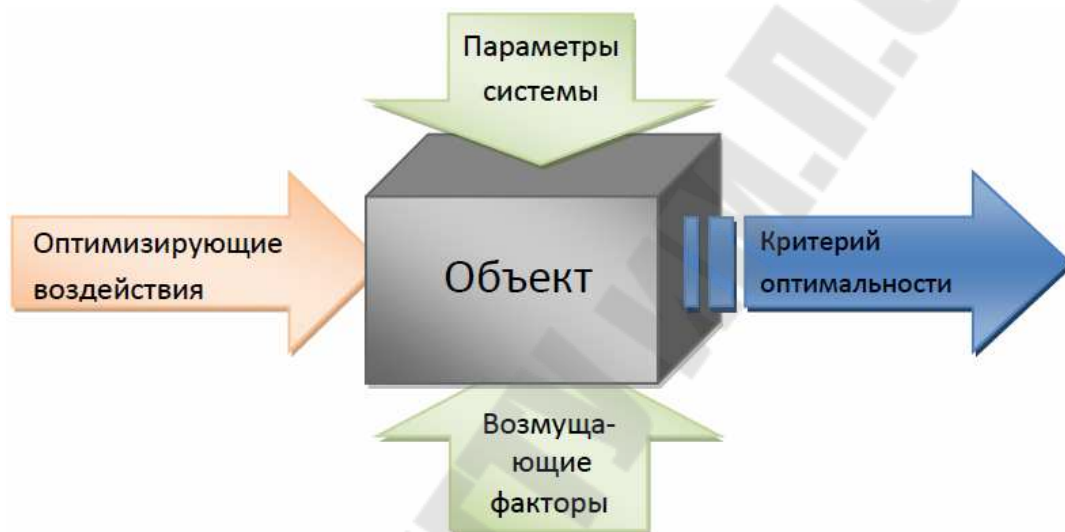 Параметры
системы
Оптимизирующие
воздействия
Объект
Критерий
оптимальности
Возмуща-
ющие
факторы